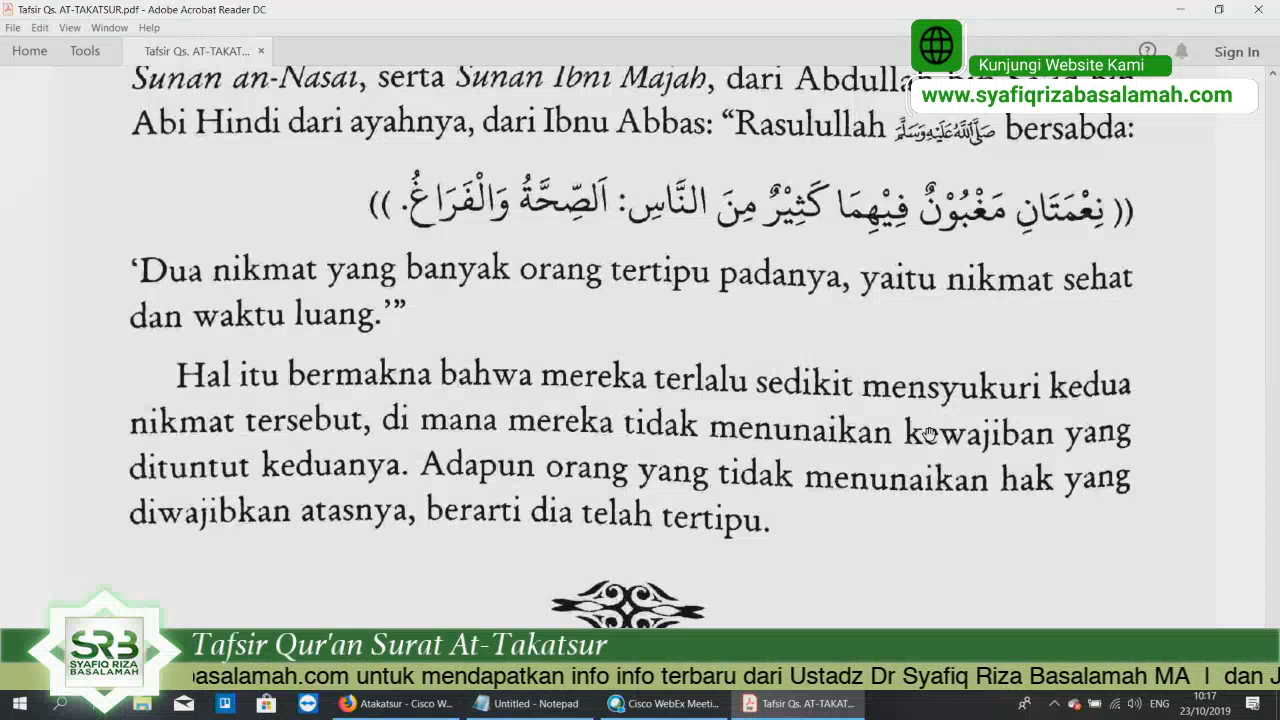 Tafsir Qs. AT-TAKATSUR.pdf - Adobe Acrobat Reader DC
File Edit View Window Help
Home Tools Tafsir Qs. AT-TAKAT... × Sign In
Kunjungi Website Kami
www.syafiqrizabasalamah.com
Sunan an-Nasai, serta Sunan Ibni Majah, dari Abdullah
Abi Hindi dari ayahnya, dari Ibnu Abbas: “Rasulullah ﷺ bersabda:
(( نِعْمَتَانِ مَغْبُوْنٌ فِيْهِمَا كَثِيْرٌ مِنَ النَّاسِ: اَلصِّحَّةُ وَالْفَرَاغُ. ))
‘Dua nikmat yang banyak orang tertipu padanya, yaitu nikmat sehat
dan waktu luang.’”
Hal itu bermakna bahwa mereka terlalu sedikit mensyukuri kedua
nikmat tersebut, di mana mereka tidak menunaikan kewajiban yang
dituntut keduanya. Adapun orang yang tidak menunaikan hak yang
diwajibkan atasnya, berarti dia telah tertipu.
SRB
SYAFIQ RIZA
BASALAMAH
Tafsir Qur'an Surat At-Takatsur
basalamah.com untuk mendapatkan info info terbaru dari Ustadz Dr Syafiq Riza Basalamah MA I dan J
Atakatsur - Cisco W... Untitled - Notepad Cisco WebEx Meeti... Tafsir Qs. AT-TAKAT... ENG
10:17
23/10/2019